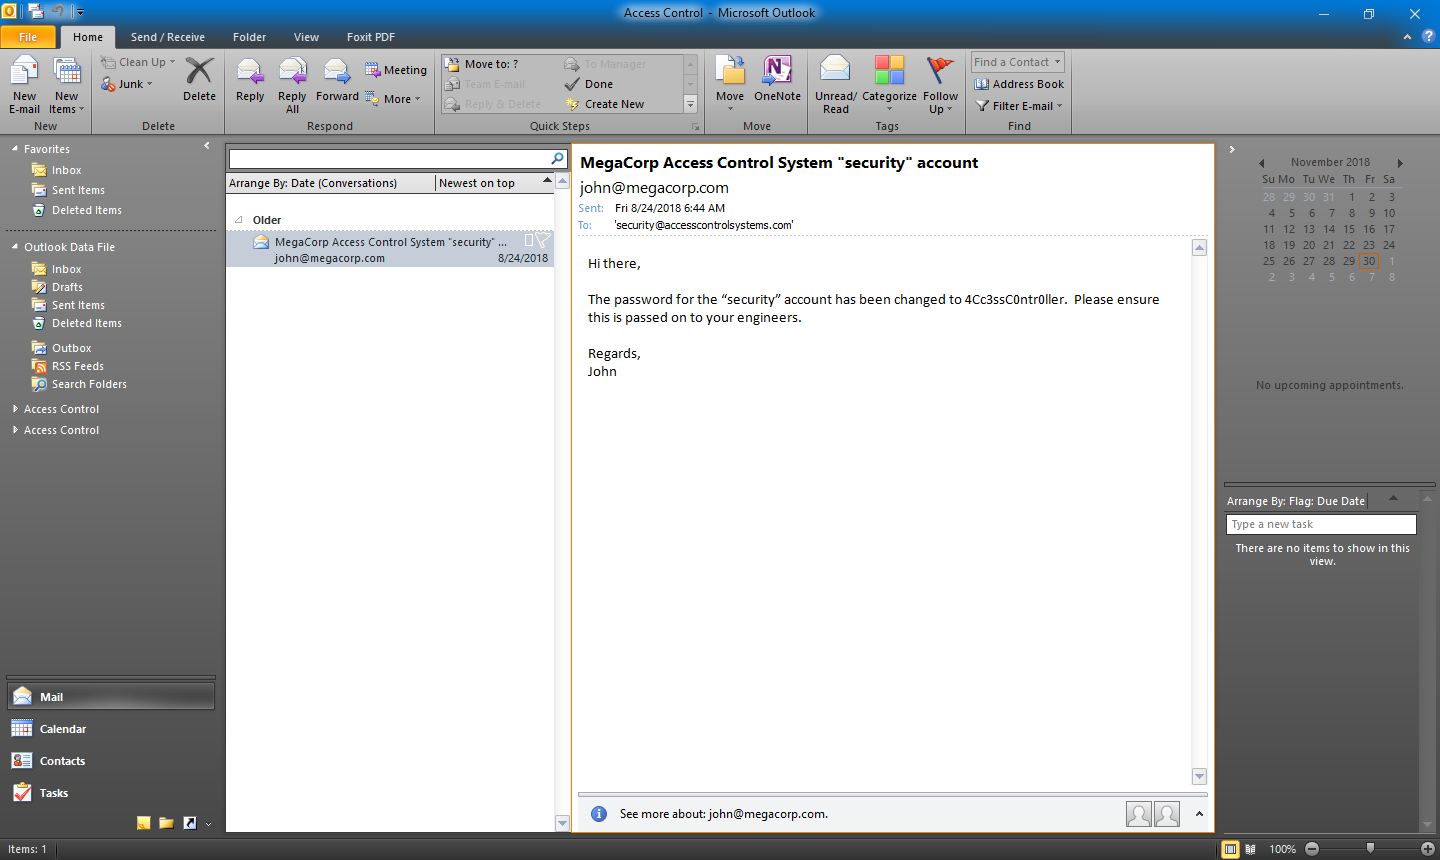 Access Control - Microsoft Outlook
File Home Send / Receive Folder View Foxit PDF
New E-mail
New Items
New
Clean Up
Junk
Delete
Delete
Reply
Reply All
Forward
Meeting
More
Respond
Move to: ?
Team E-mail
Reply & Delete
To Manager
Done
Create New
Quick Steps
Move
OneNote
Move
Unread/ Read
Categorize
Follow Up
Tags
Find a Contact
Address Book
Filter E-mail
Find
Favorites
Inbox
Sent Items
Deleted Items
Outlook Data File
Inbox
Drafts
Sent Items
Deleted Items
Outbox
RSS Feeds
Search Folders
Access Control
Access Control
Mail
Calendar
Contacts
Tasks
Arrange By: Date (Conversations) Newest on top
Older
MegaCorp Access Control System "security" ...
john@megacorp.com 8/24/2018
MegaCorp Access Control System "security" account
john@megacorp.com
Sent: Fri 8/24/2018 6:44 AM
To: 'security@accesscontrolsystems.com'
Hi there,
The password for the “security” account has been changed to 4Cc3ssC0ntr0ller. Please ensure
this is passed on to your engineers.
Regards,
John
See more about: john@megacorp.com.
November 2018
Su Mo Tu We Th Fr Sa
28 29 30 31 1 2 3
4 5 6 7 8 9 10
11 12 13 14 15 16 17
18 19 20 21 22 23 24
25 26 27 28 29 30 1
2 3 4 5 6 7 8
No upcoming appointments.
Arrange By: Flag: Due Date
Type a new task
There are no items to show in this
view.
Items: 1
100%